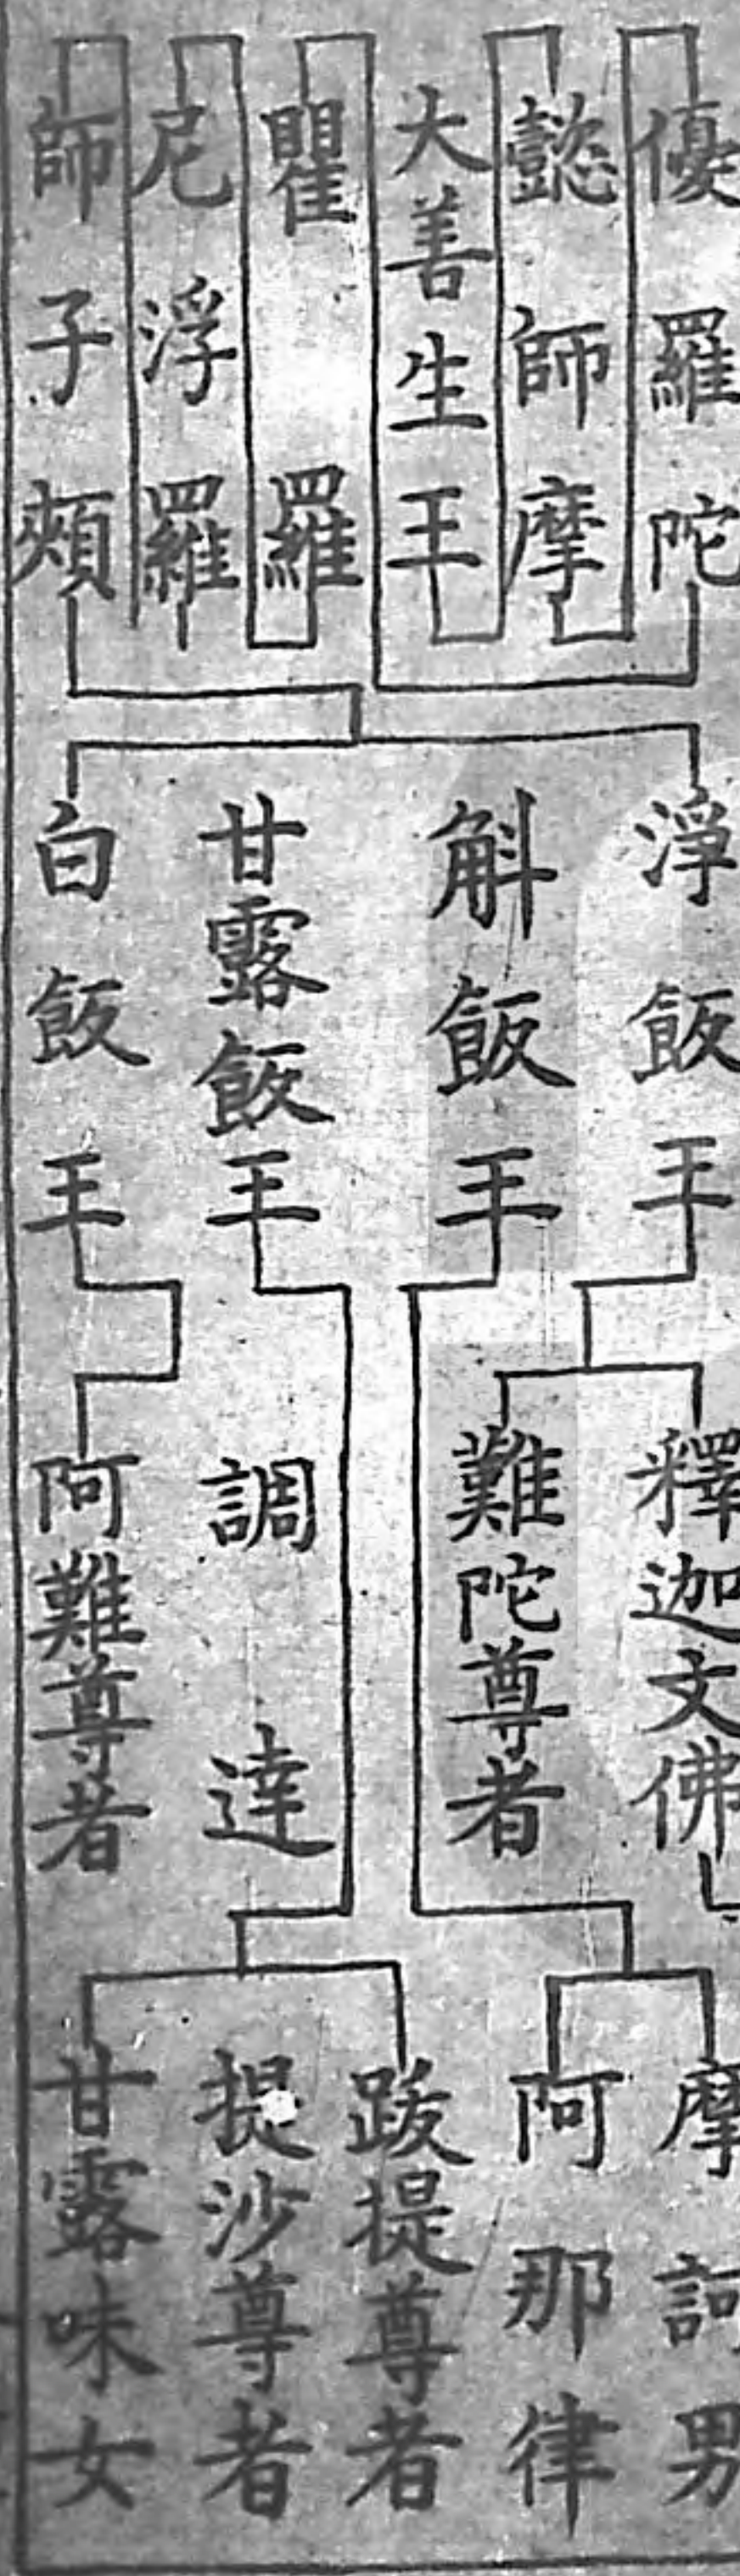 優羅陀
懿師摩
大善生王
瞿羅
尼浮羅
師子頰
淨飯王
斛飯王
甘露飯王
白飯王
釋迦文佛
難陀尊者
調達
阿難尊者
摩訶男
阿那律
跋提尊者
提沙尊者
甘露味女